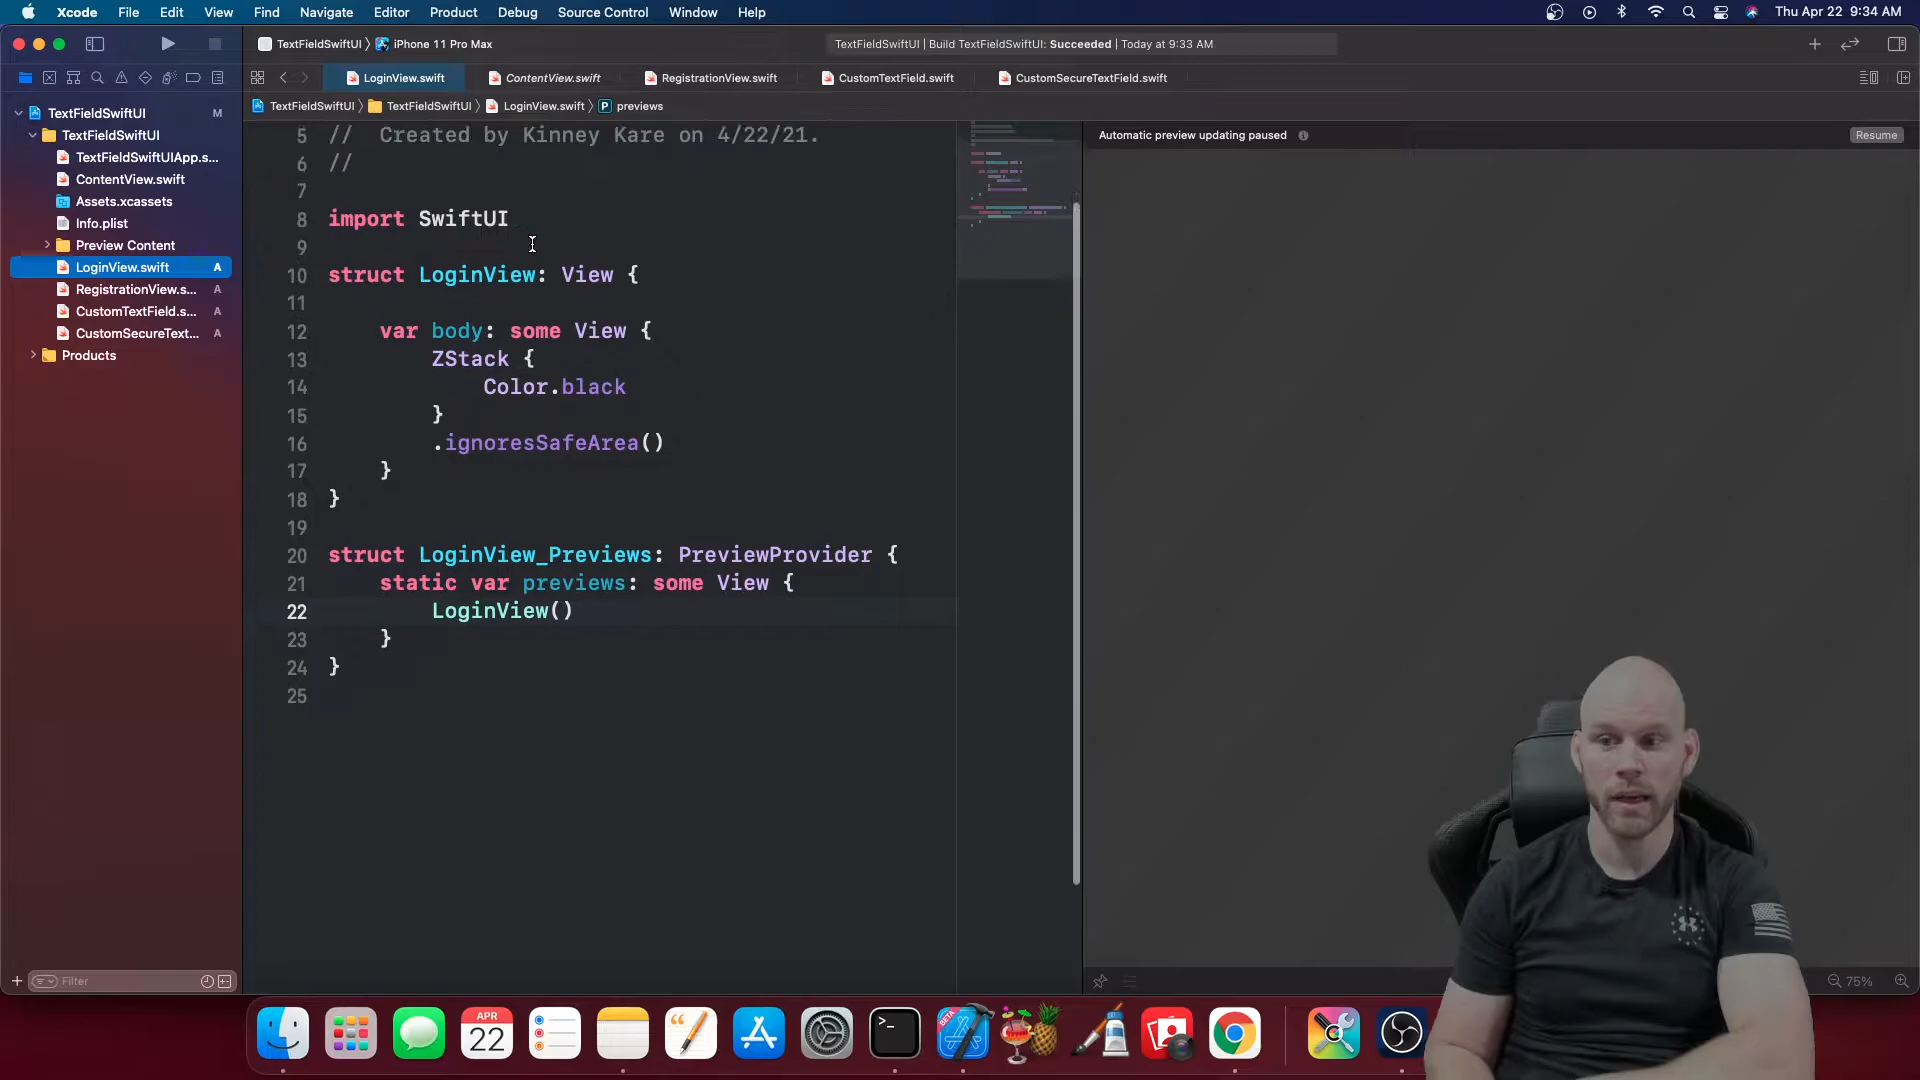 Xcode File Edit View Find Navigate Editor Product Debug Source Control Window Help Thu Apr 22 9:34 AM
TextFieldSwiftUI iPhone 11 Pro Max TextFieldSwiftUI | Build TextFieldSwiftUI: Succeeded | Today at 9:33 AM
LoginView.swift ContentView.swift RegistrationView.swift CustomTextField.swift CustomSecureTextField.swift
TextFieldSwiftUI TextFieldSwiftUI LoginView.swift P previews
TextFieldSwiftUI M
TextFieldSwiftUI
TextFieldSwiftUIApp.s...
ContentView.swift
Assets.xcassets
Info.plist
Preview Content
LoginView.swift A
RegistrationView.s... A
CustomTextField.s... A
CustomSecureText... A
Products
Filter
5 //  Created by Kinney Kare on 4/22/21.
6 //
7
8 import SwiftUI
9
10 struct LoginView: View {
11
12     var body: some View {
13         ZStack {
14             Color.black
15         }
16         .ignoresSafeArea()
17     }
18 }
19
20 struct LoginView_Previews: PreviewProvider {
21     static var previews: some View {
22         LoginView()
23     }
24 }
25
Automatic preview updating paused Resume
75%
APR
22
BETA